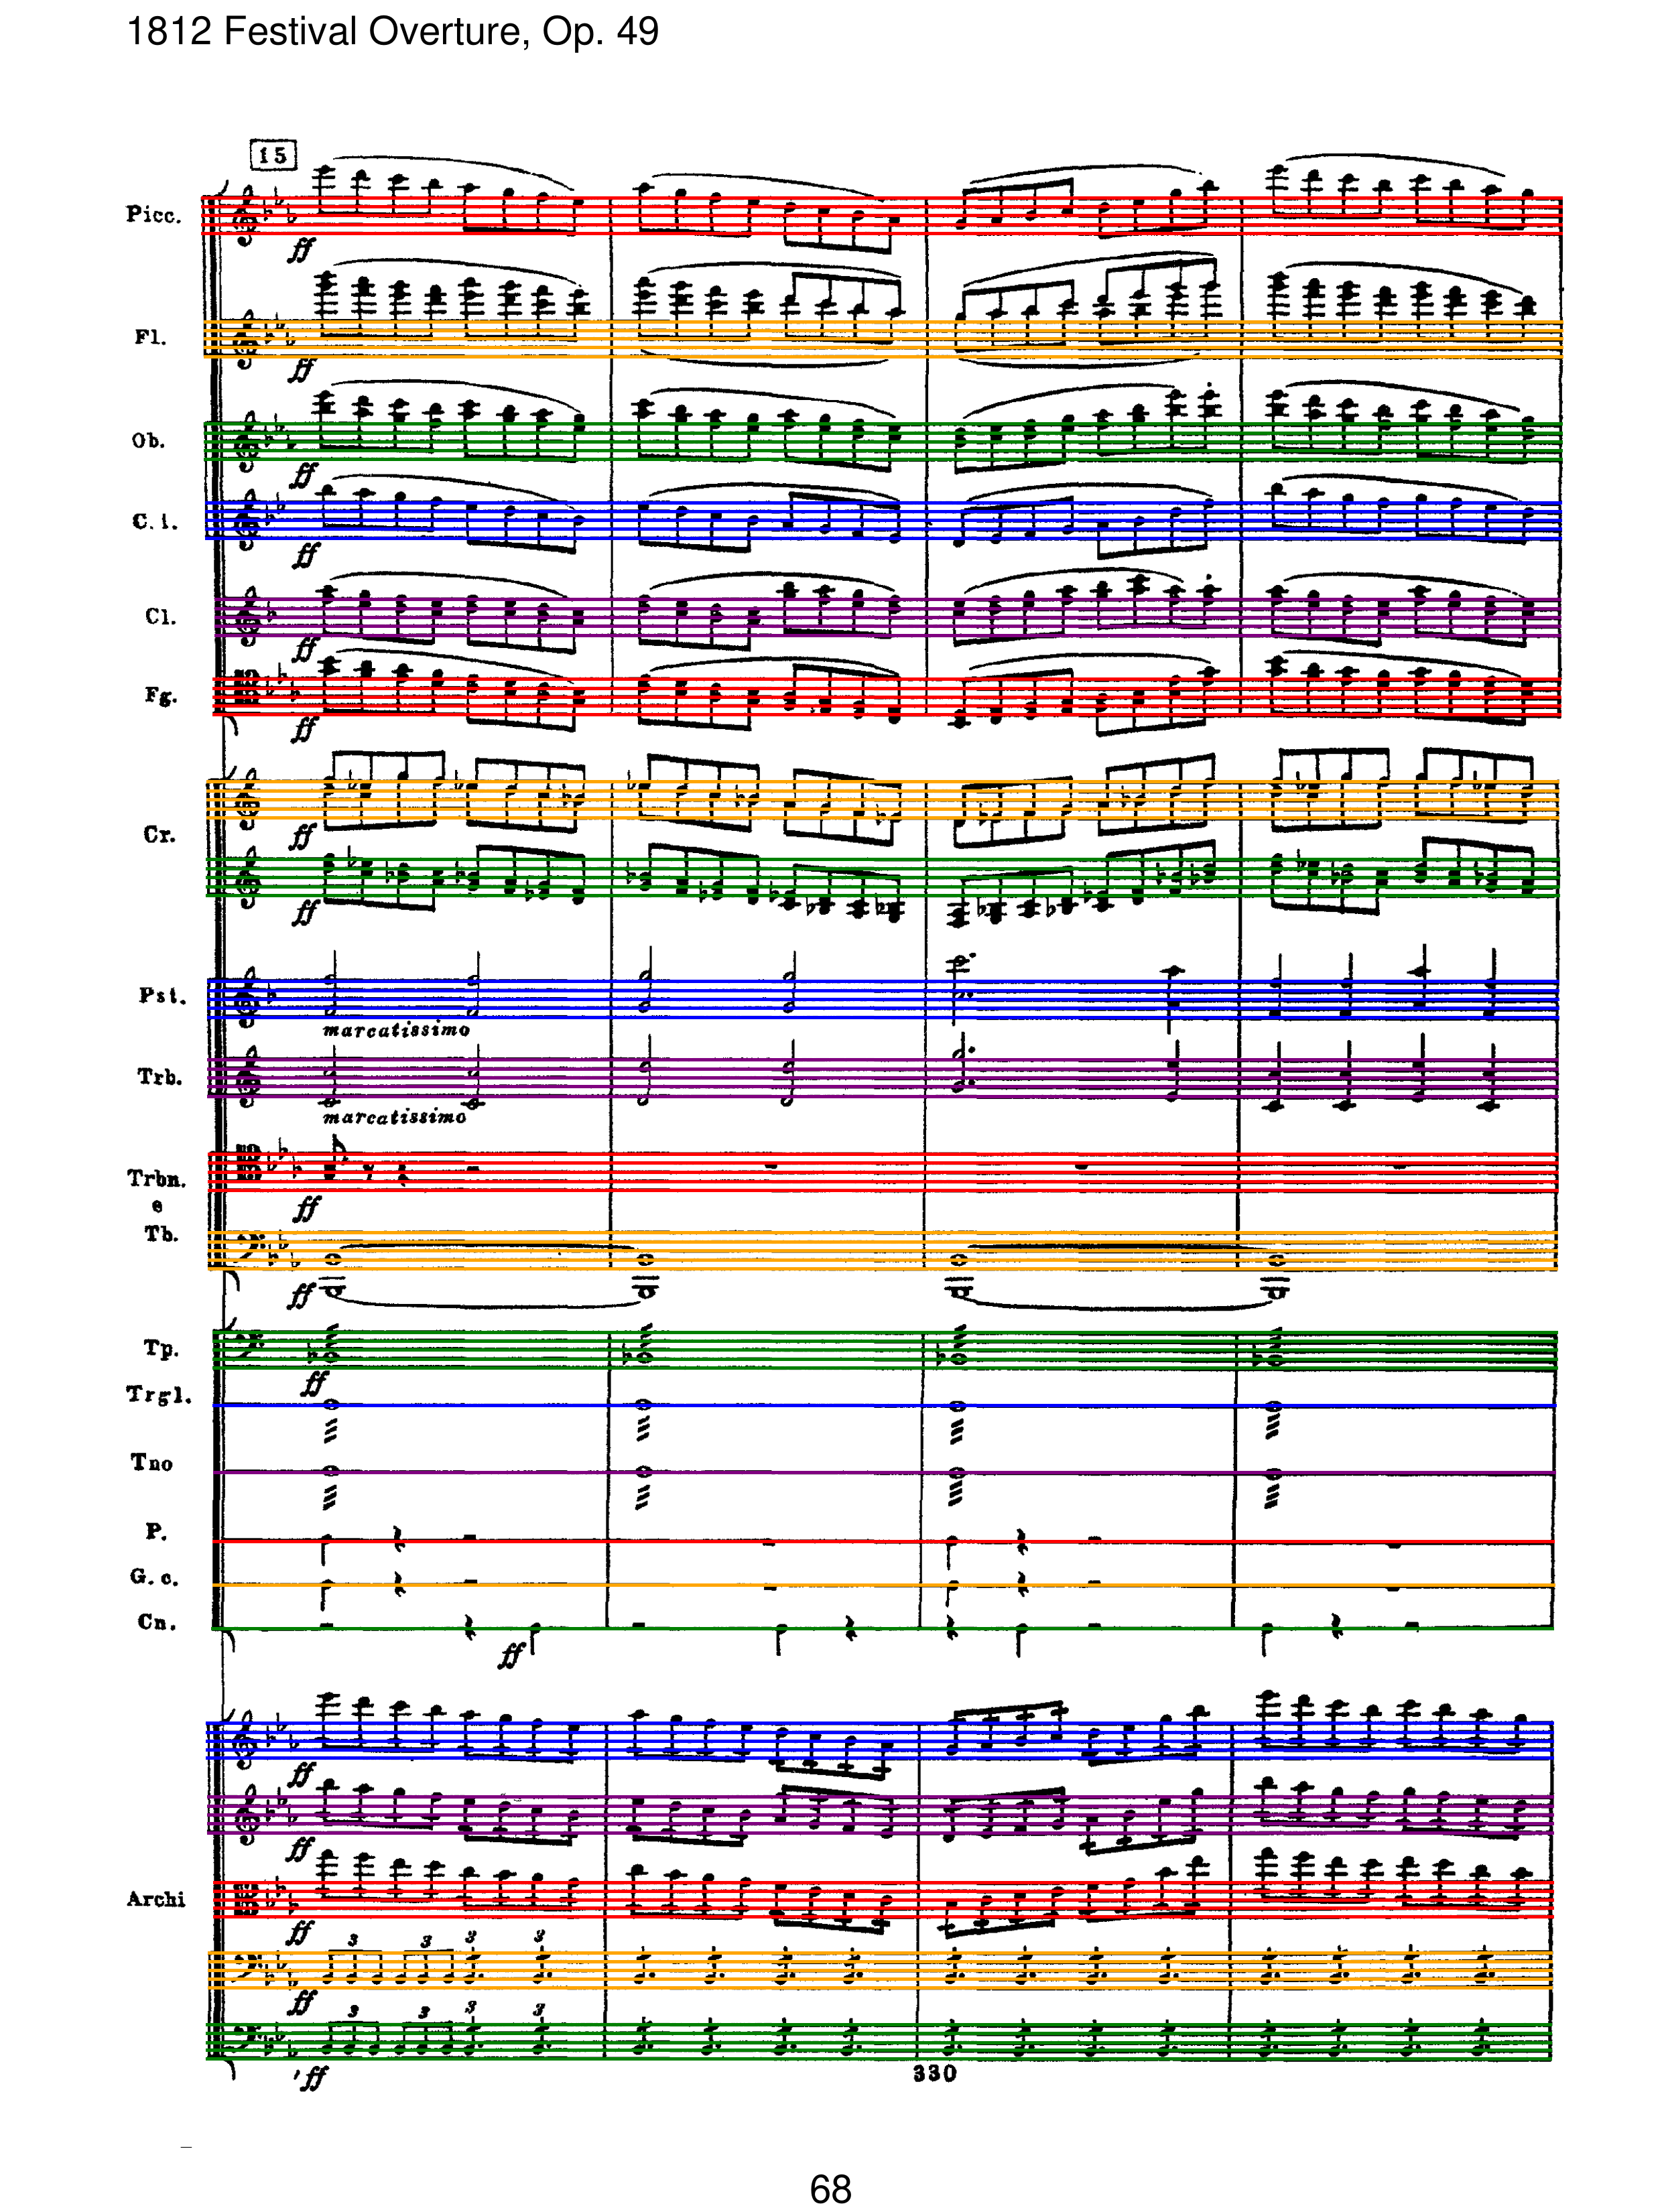 1812 Festival Overture, Op. 49
15
Picc.
ff
Fl.
ff
Ob.
ff
C.i.
ff
Cl.
ff
Fg.
ff
Cr.
ff
ff
Pst.
marcatissimo
Trb.
marcatissimo
Trbn.
e
Tb.
ff
ff
Tp.
ff
Trgl.
Tno
P.
G.c.
Cn.
ff
ff
ff
Archi
ff
3 3 3 3
ff
3 3 3 3
ff
330
68